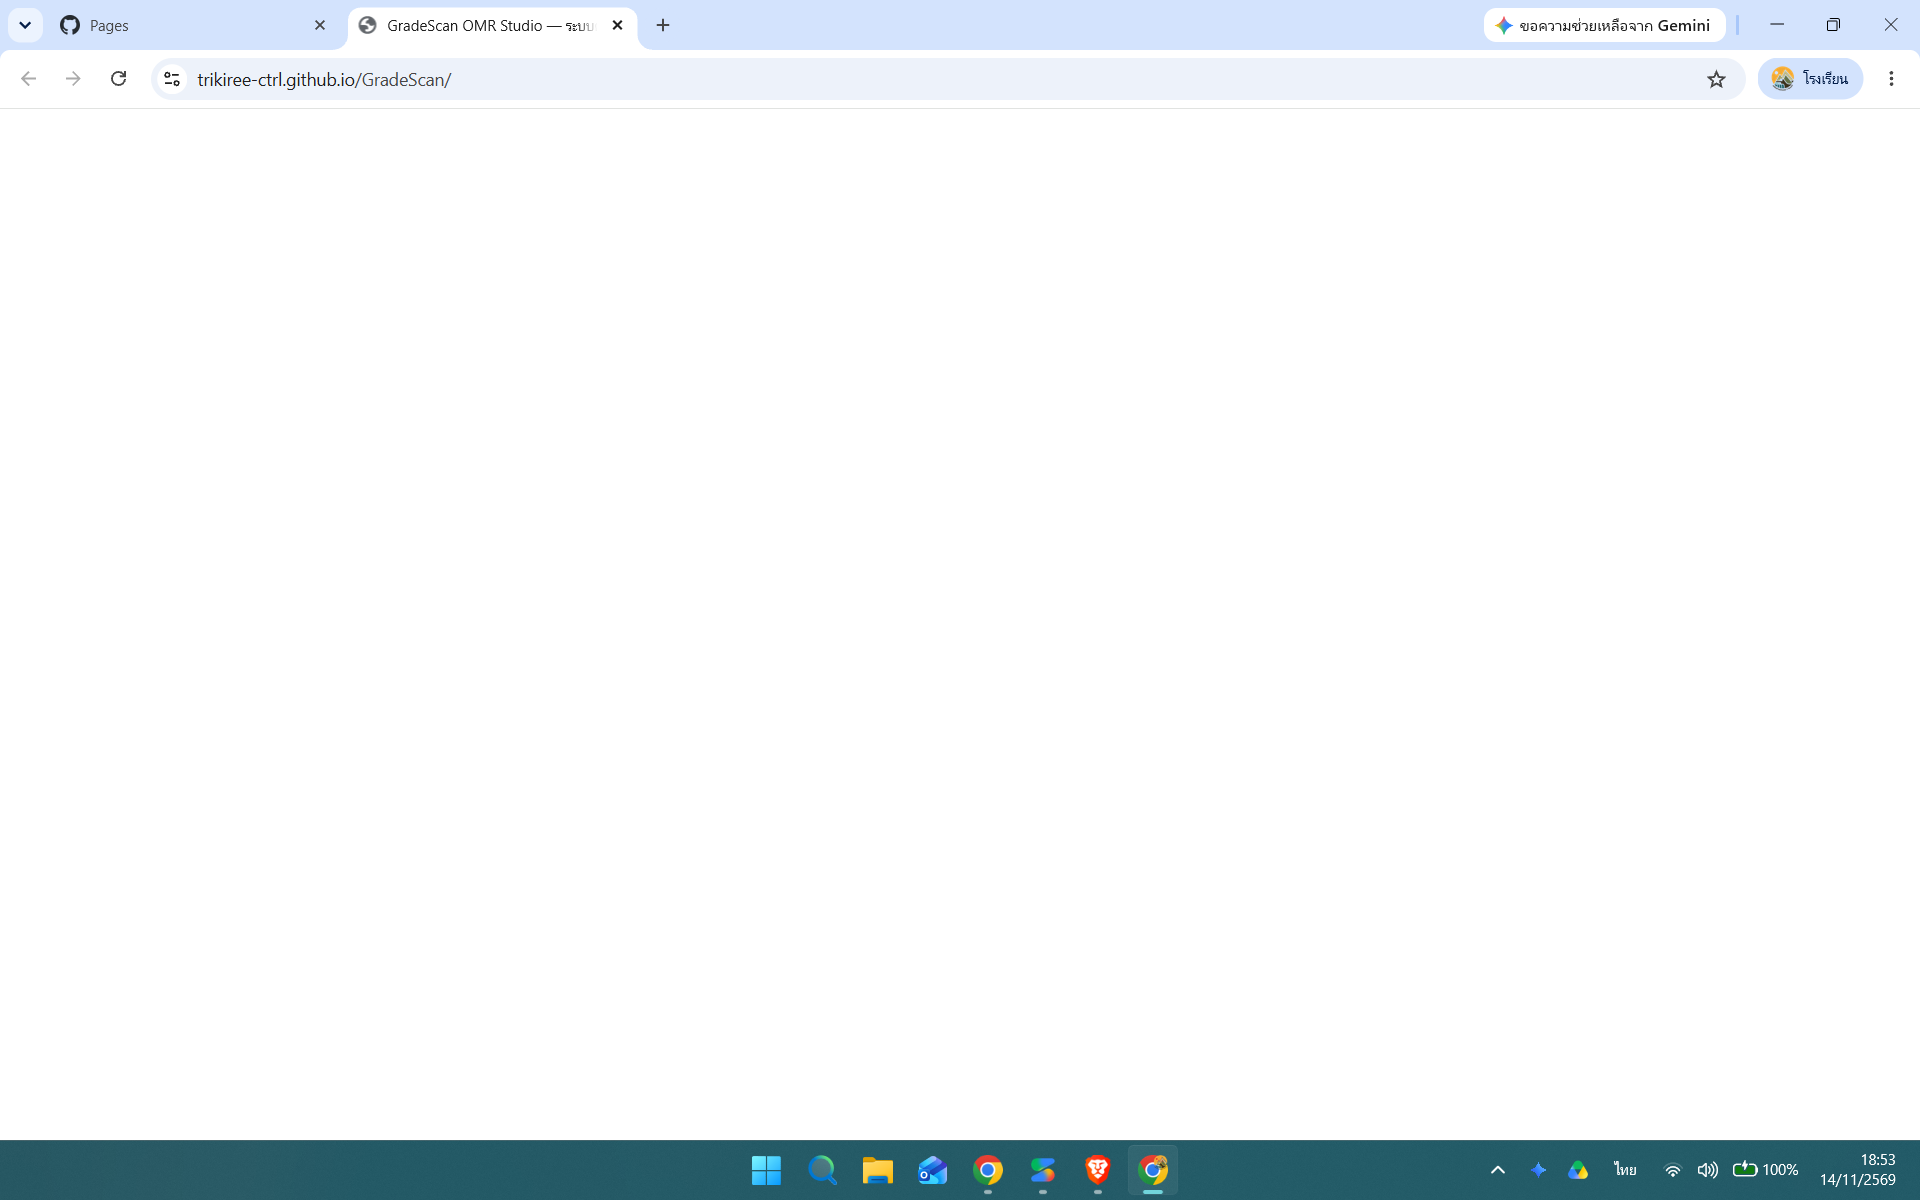 Pages
GradeScan OMR Studio — ระบบ
ขอความช่วยเหลือจาก Gemini
trikiree-ctrl.github.io/GradeScan/
โรงเรียน
ไทย
100%
18:53
14/11/2569